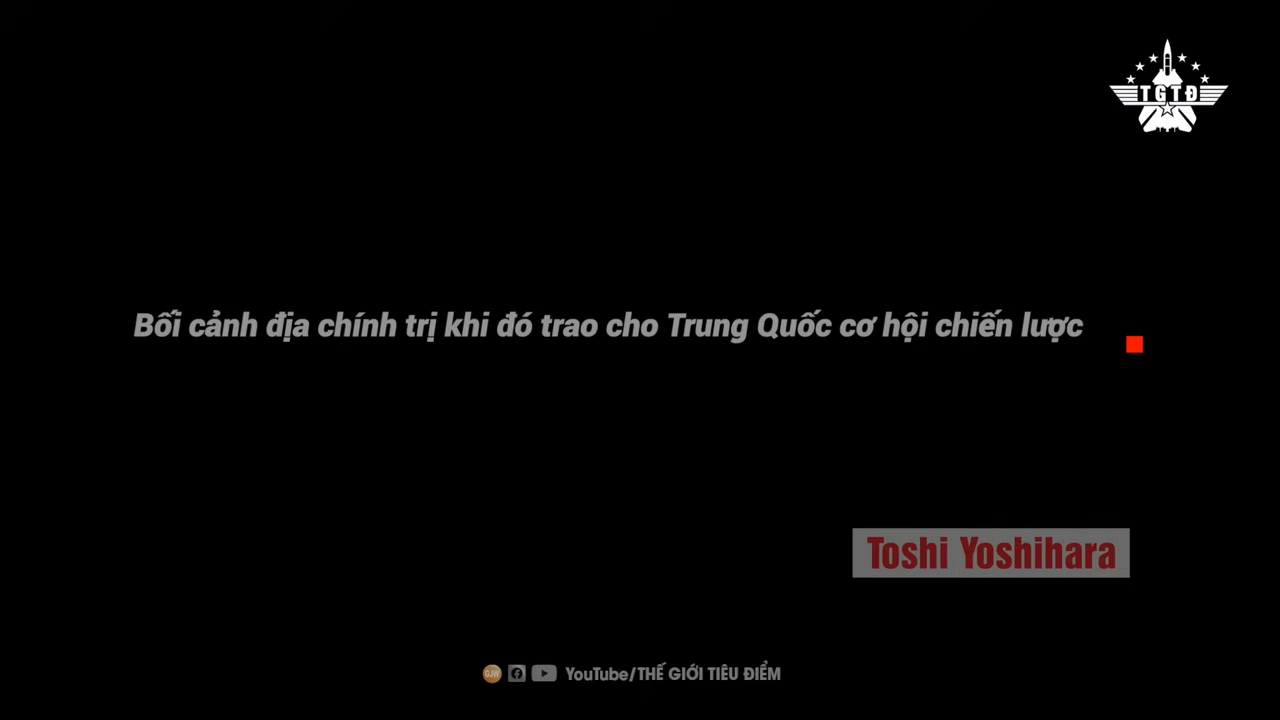 TGTĐ
Bối cảnh địa chính trị khi đó trao cho Trung Quốc cơ hội chiến lược
Toshi Yoshihara
GJW
YouTube/THẾ GIỚI TIÊU ĐIỂM